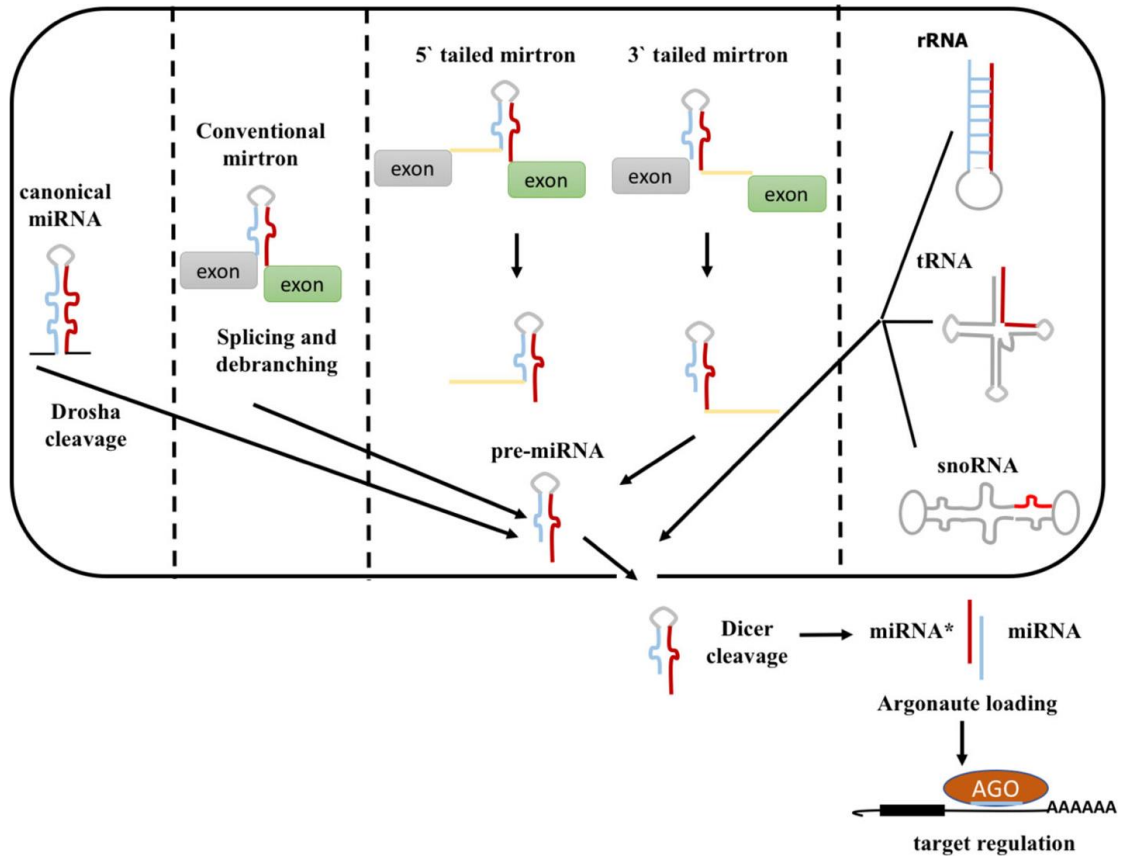 canonical
miRNA
Drosha
cleavage
Conventional
mirtron
exon
exon
Splicing and
debranching
5` tailed mirtron
exon
exon
3` tailed mirtron
exon
exon
pre-miRNA
rRNA
tRNA
snoRNA
Dicer
cleavage
miRNA*
miRNA
Argonaute loading
AGO
AAAAAA
target regulation